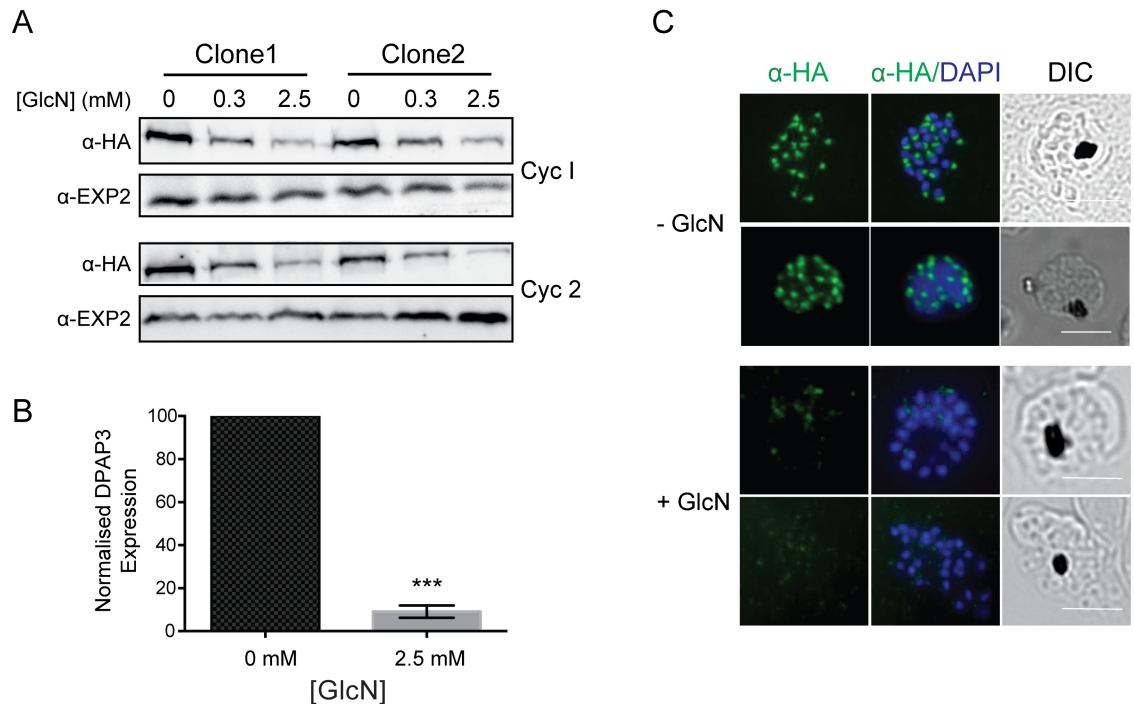 A
Clone1 Clone2
[GlcN] (mM) 0 0.3 2.5 0 0.3 2.5
α-HA
Cyc I
α-EXP2
α-HA
Cyc 2
α-EXP2
B
Normalised DPAP3
Expression
100
80
60
40
20
0
***
0 mM 2.5 mM
[GlcN]
C
α-HA α-HA/DAPI DIC
- GlcN
+ GlcN